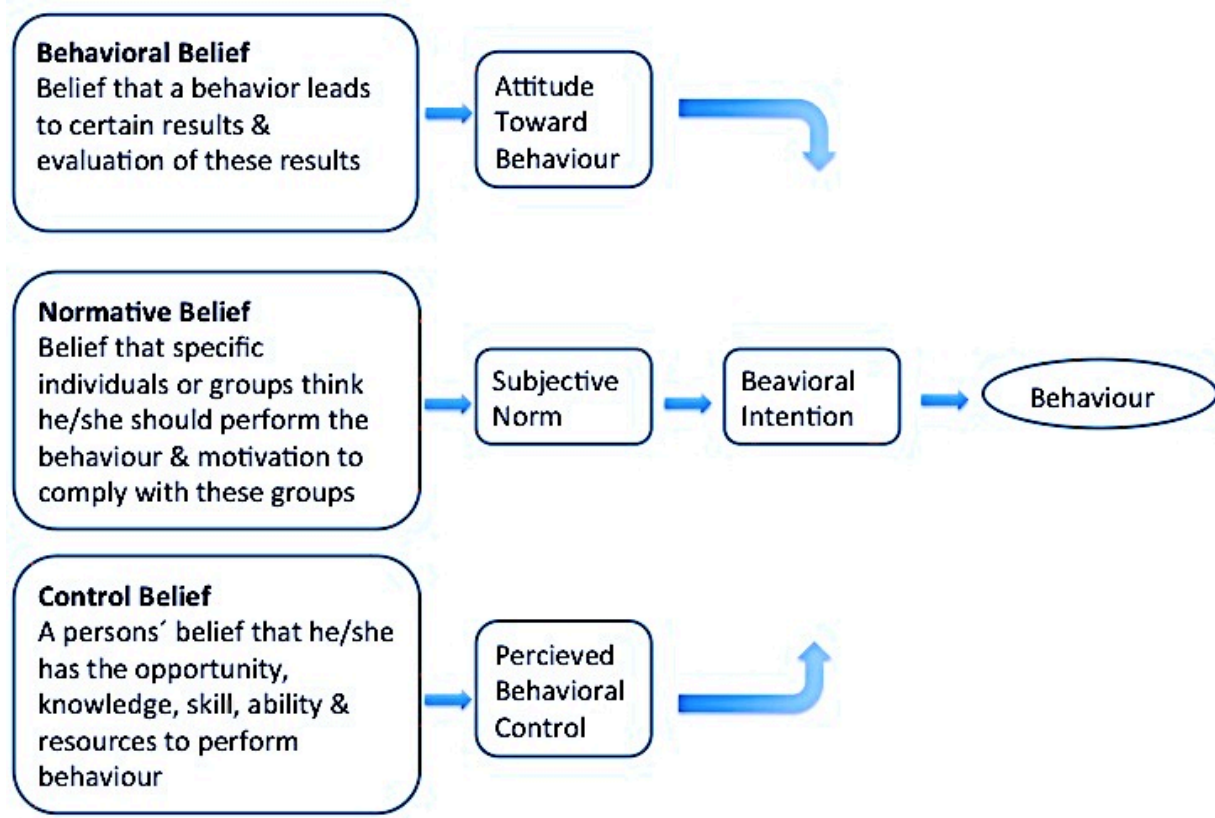 Behavioral Belief
Belief that a behavior leads
to certain results &
evaluation of these results
Attitude
Toward
Behaviour
Normative Belief
Belief that specific
individuals or groups think
he/she should perform the
behaviour & motivation to
comply with these groups
Subjective
Norm
Beavioral
Intention
Behaviour
Control Belief
A persons´ belief that he/she
has the opportunity,
knowledge, skill, ability &
resources to perform
behaviour
Percieved
Behavioral
Control